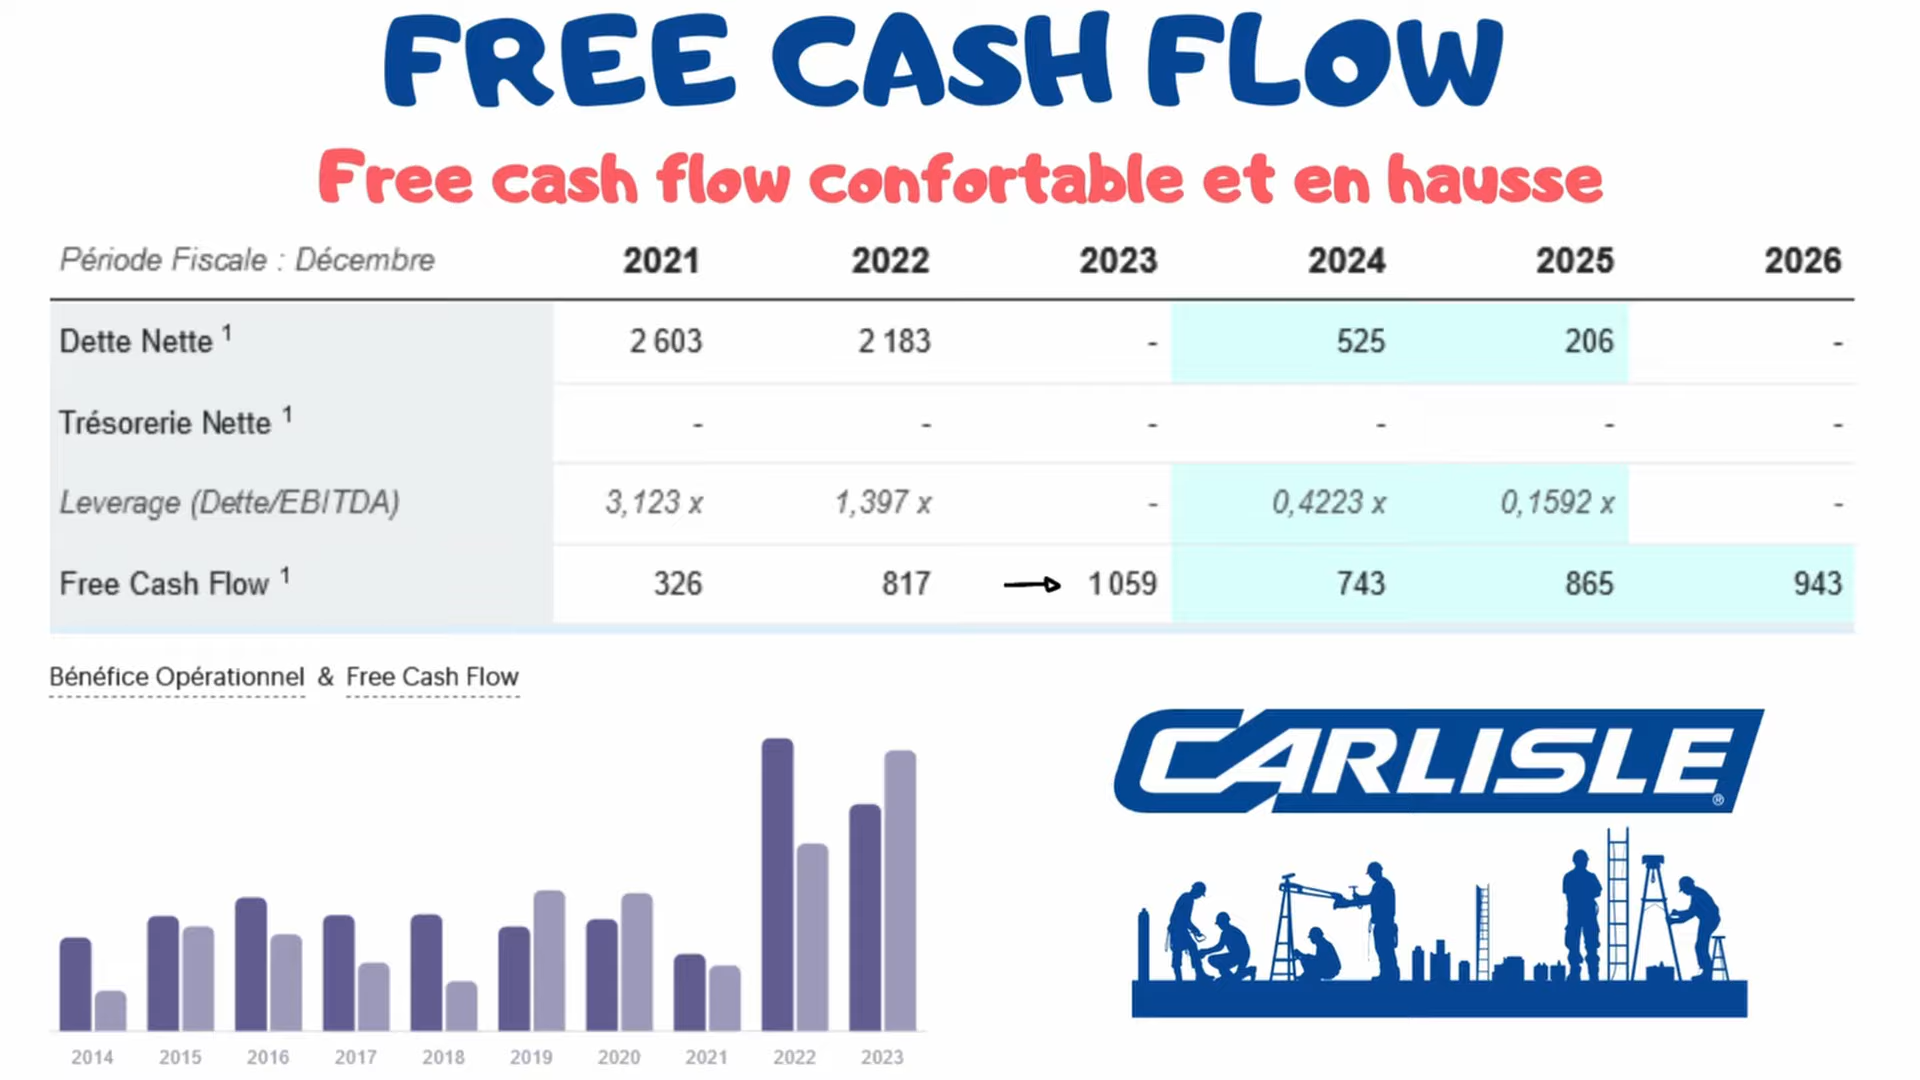 FREE CASH FLOW
Free cash flow confortable et en hausse
Période Fiscale : Décembre 2021 2022 2023 2024 2025 2026
Dette Nette 1 2 603 2 183 - 525 206 -
Trésorerie Nette 1 - - - - - -
Leverage (Dette/EBITDA) 3,123 x 1,397 x - 0,4223 x 0,1592 x -
Free Cash Flow 1 326 817 1 059 743 865 943
Bénéfice Opérationnel & Free Cash Flow
CARLISLE ®
2014 2015 2016 2017 2018 2019 2020 2021 2022 2023